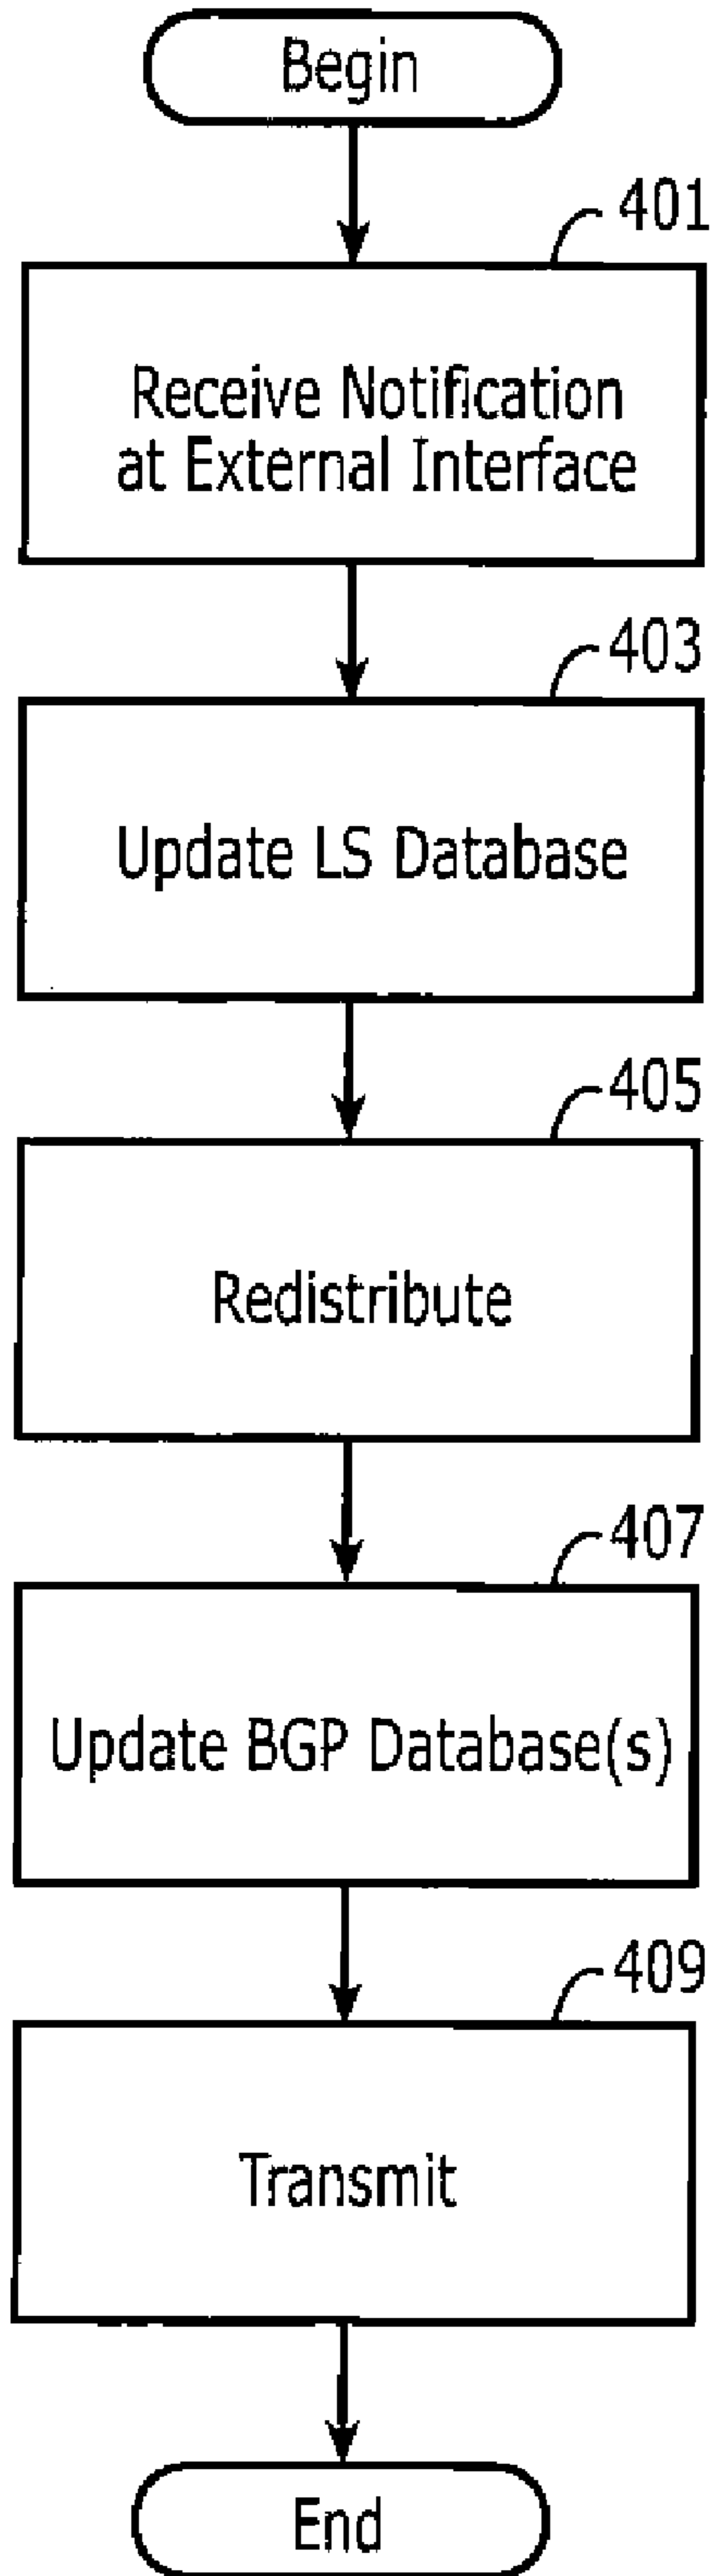 Begin
401
Receive Notification
at External Interface
403
Update LS Database
405
Redistribute
407
Update BGP Database(s)
409
Transmit
End